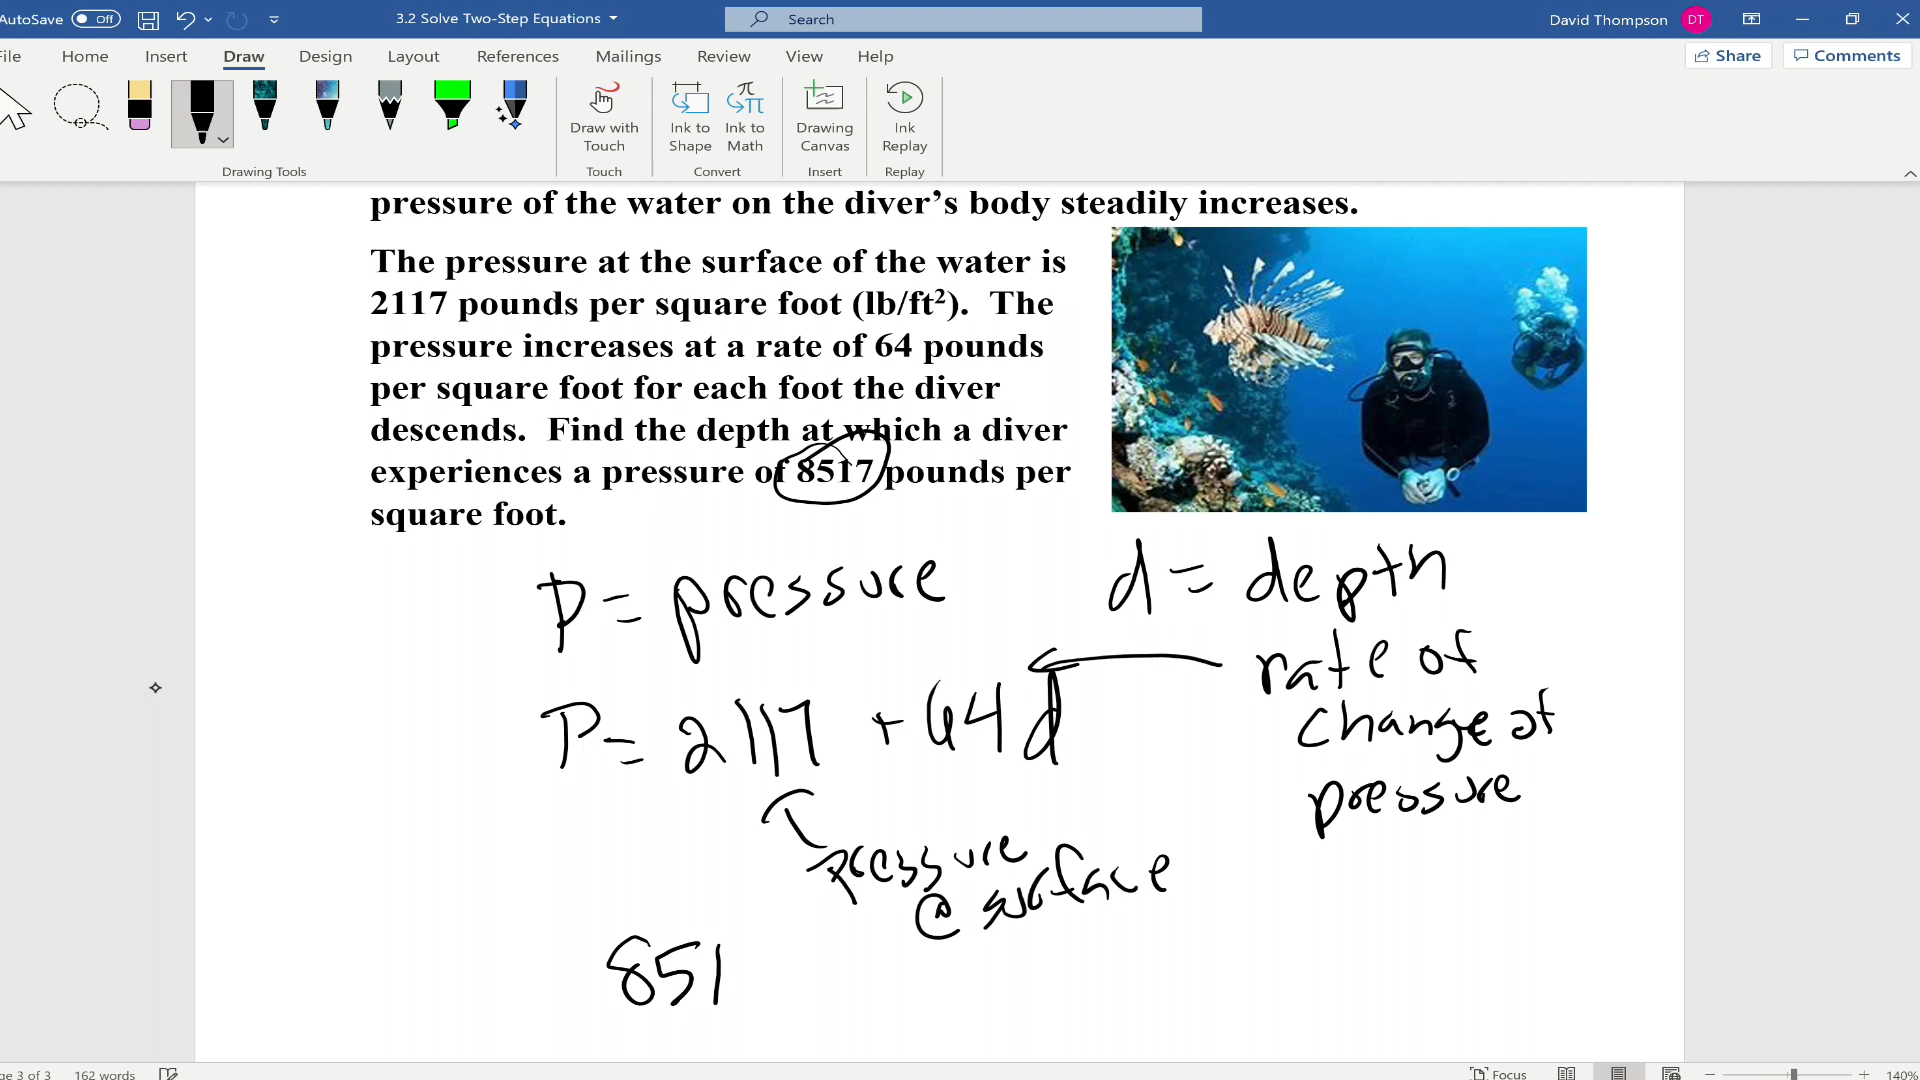 AutoSave Off
3.2 Solve Two-Step Equations
Search
David Thompson DT
File Home Insert Draw Design Layout References Mailings Review View Help
Share Comments
Draw with Touch
Ink to Shape
Ink to Math
Drawing Canvas
Ink Replay
Drawing Tools Touch Convert Insert Replay
pressure of the water on the diver's body steadily increases.
The pressure at the surface of the water is
2117 pounds per square foot (lb/ft²). The
pressure increases at a rate of 64 pounds
per square foot for each foot the diver
descends. Find the depth at which a diver
experiences a pressure of 8517 pounds per
square foot.
P = pressure d = depth
rate of
change of
pressure
P = 2117 + 64d
pressure
@ surface
851
ge 3 of 3 162 words
Focus 140%